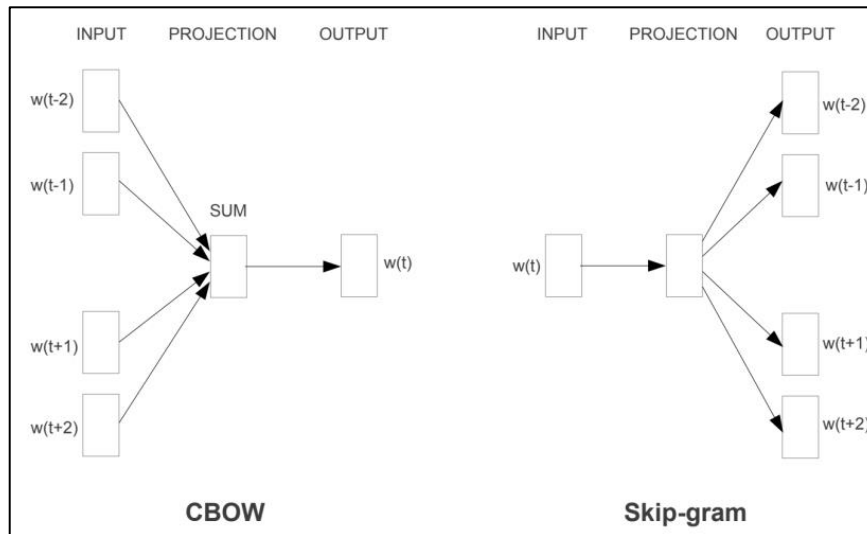 INPUT PROJECTION OUTPUT
w(t-2)
w(t-1)
SUM
w(t)
w(t+1)
w(t+2)
CBOW
INPUT PROJECTION OUTPUT
w(t-2)
w(t-1)
w(t)
w(t+1)
w(t+2)
Skip-gram